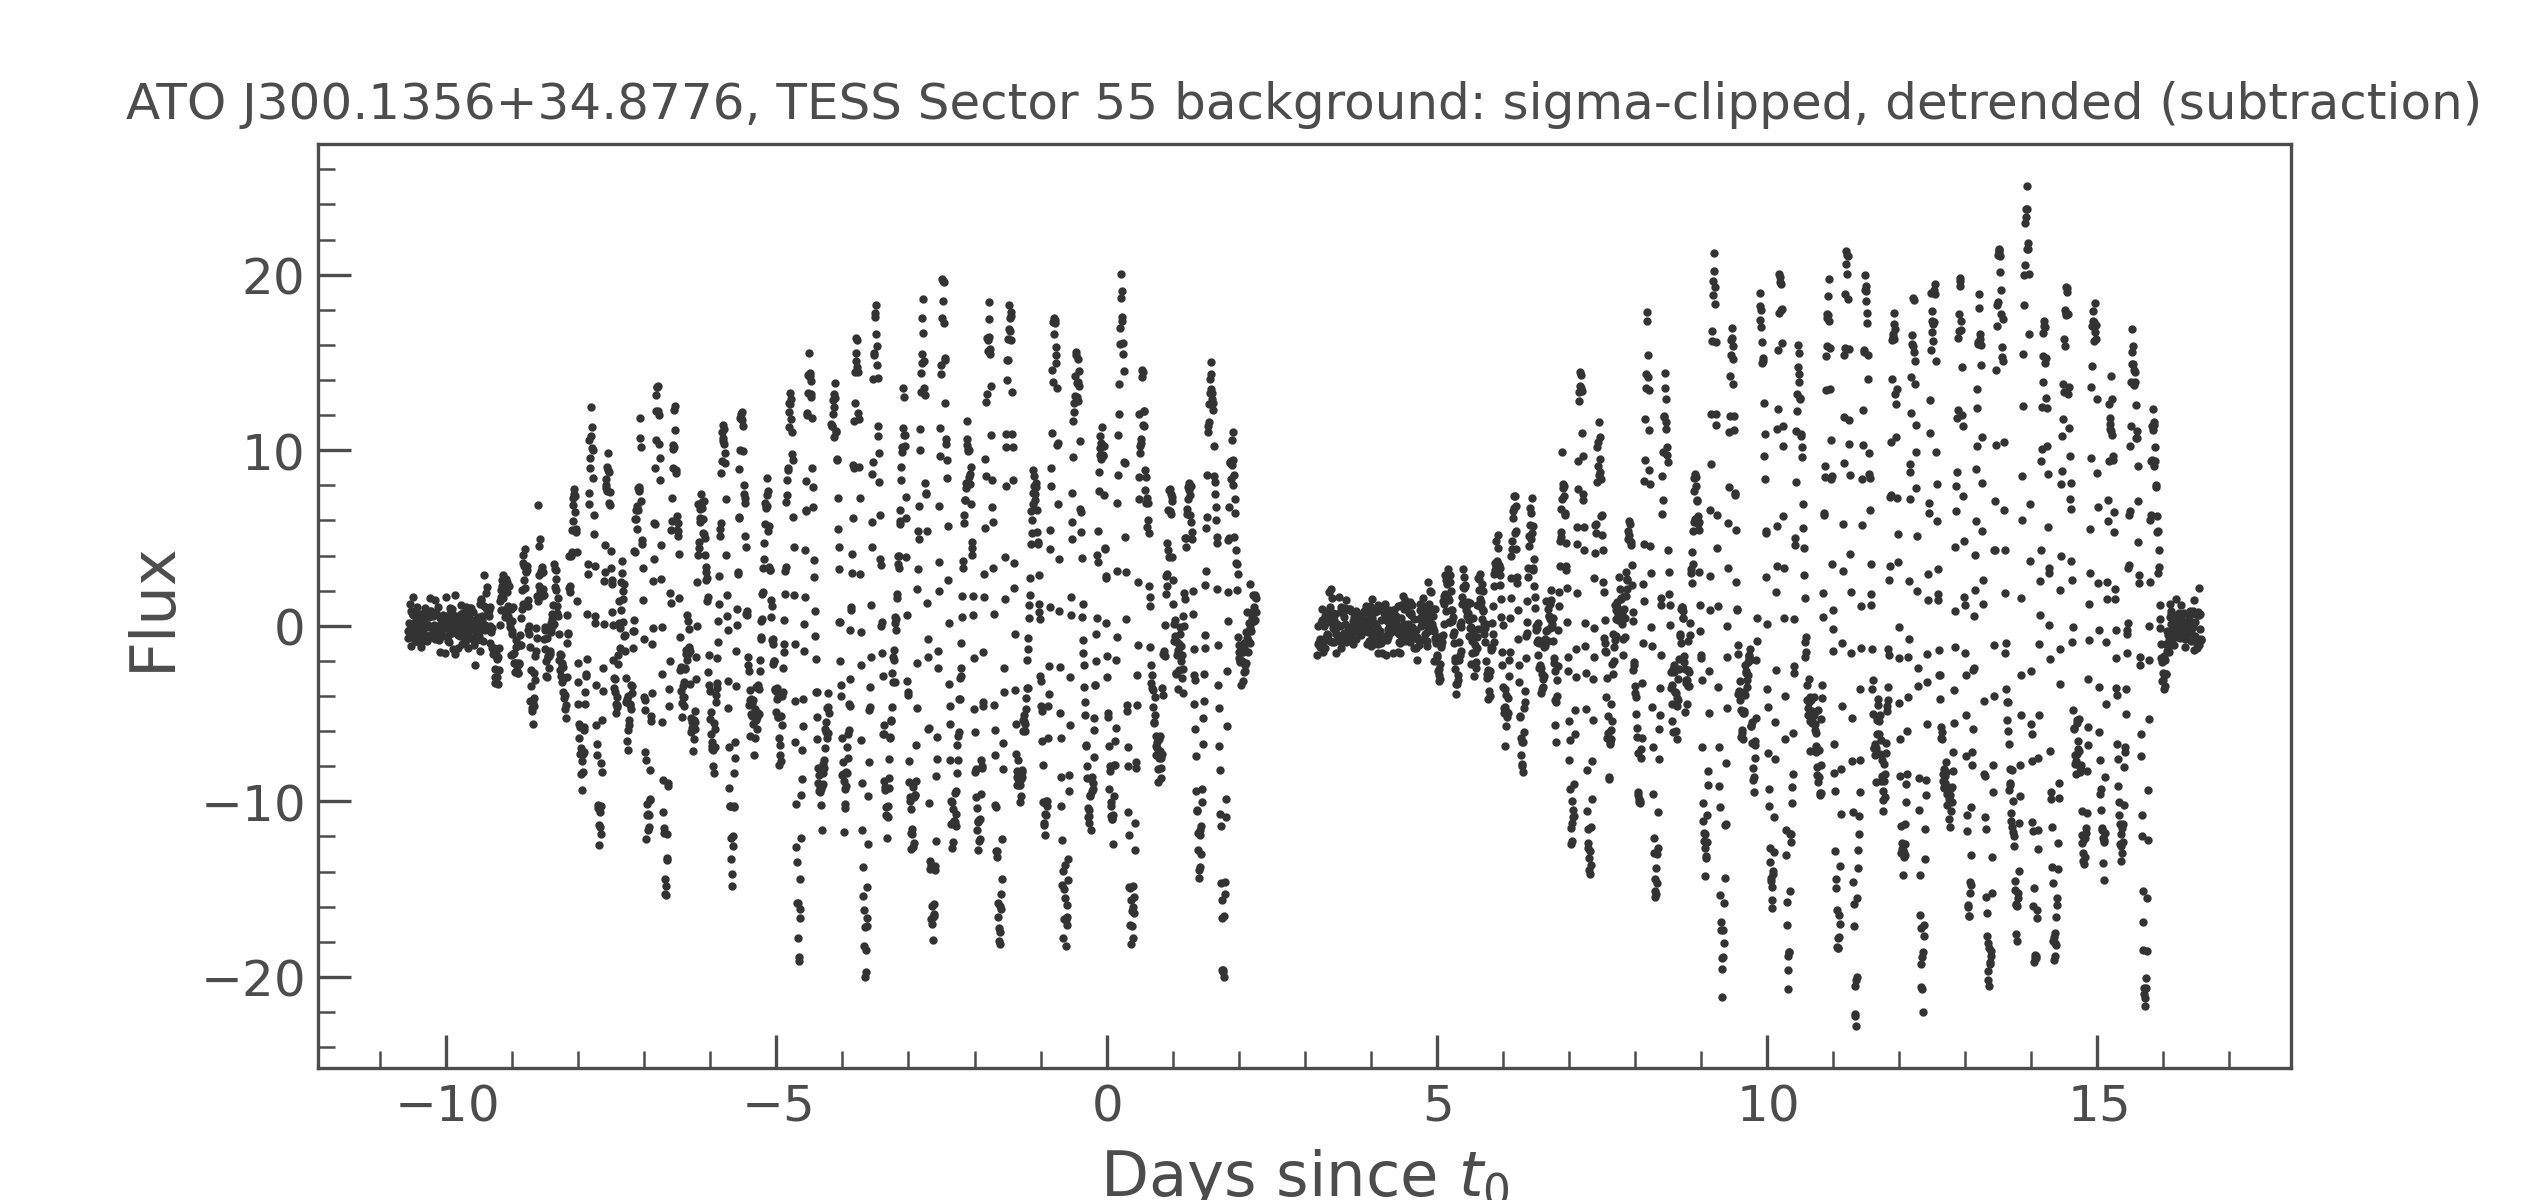 ATO J300.1356+34.8776, TESS Sector 55 background: sigma-clipped, detrended (subtraction)
20
10
0
−10
−20
Flux
−10 −5 0 5 10 15
Days since t₀